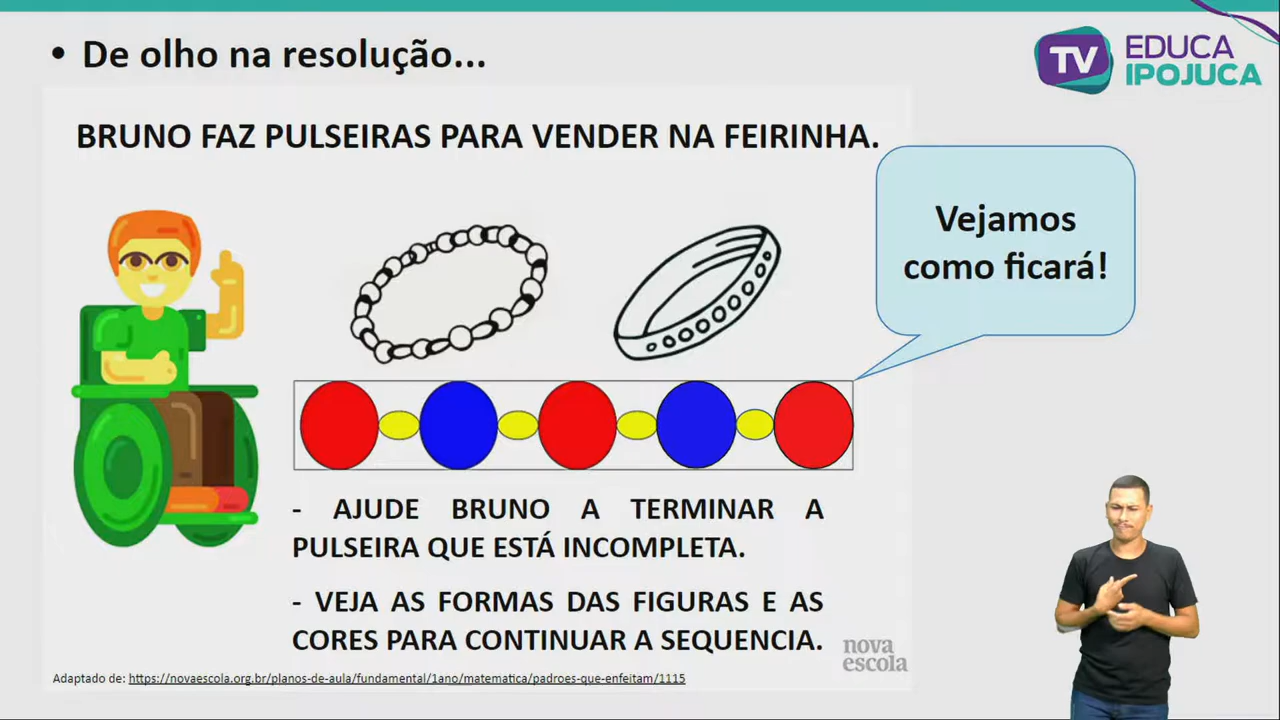 • De olho na resolução...
TV EDUCA
IPOJUCA
BRUNO FAZ PULSEIRAS PARA VENDER NA FEIRINHA.
Vejamos
como ficará!
- AJUDE BRUNO A TERMINAR A
PULSEIRA QUE ESTÁ INCOMPLETA.
- VEJA AS FORMAS DAS FIGURAS E AS
CORES PARA CONTINUAR A SEQUENCIA.
nova
escola
Adaptado de: https://novaescola.org.br/planos-de-aula/fundamental/1ano/matematica/padroes-que-enfeitam/1115